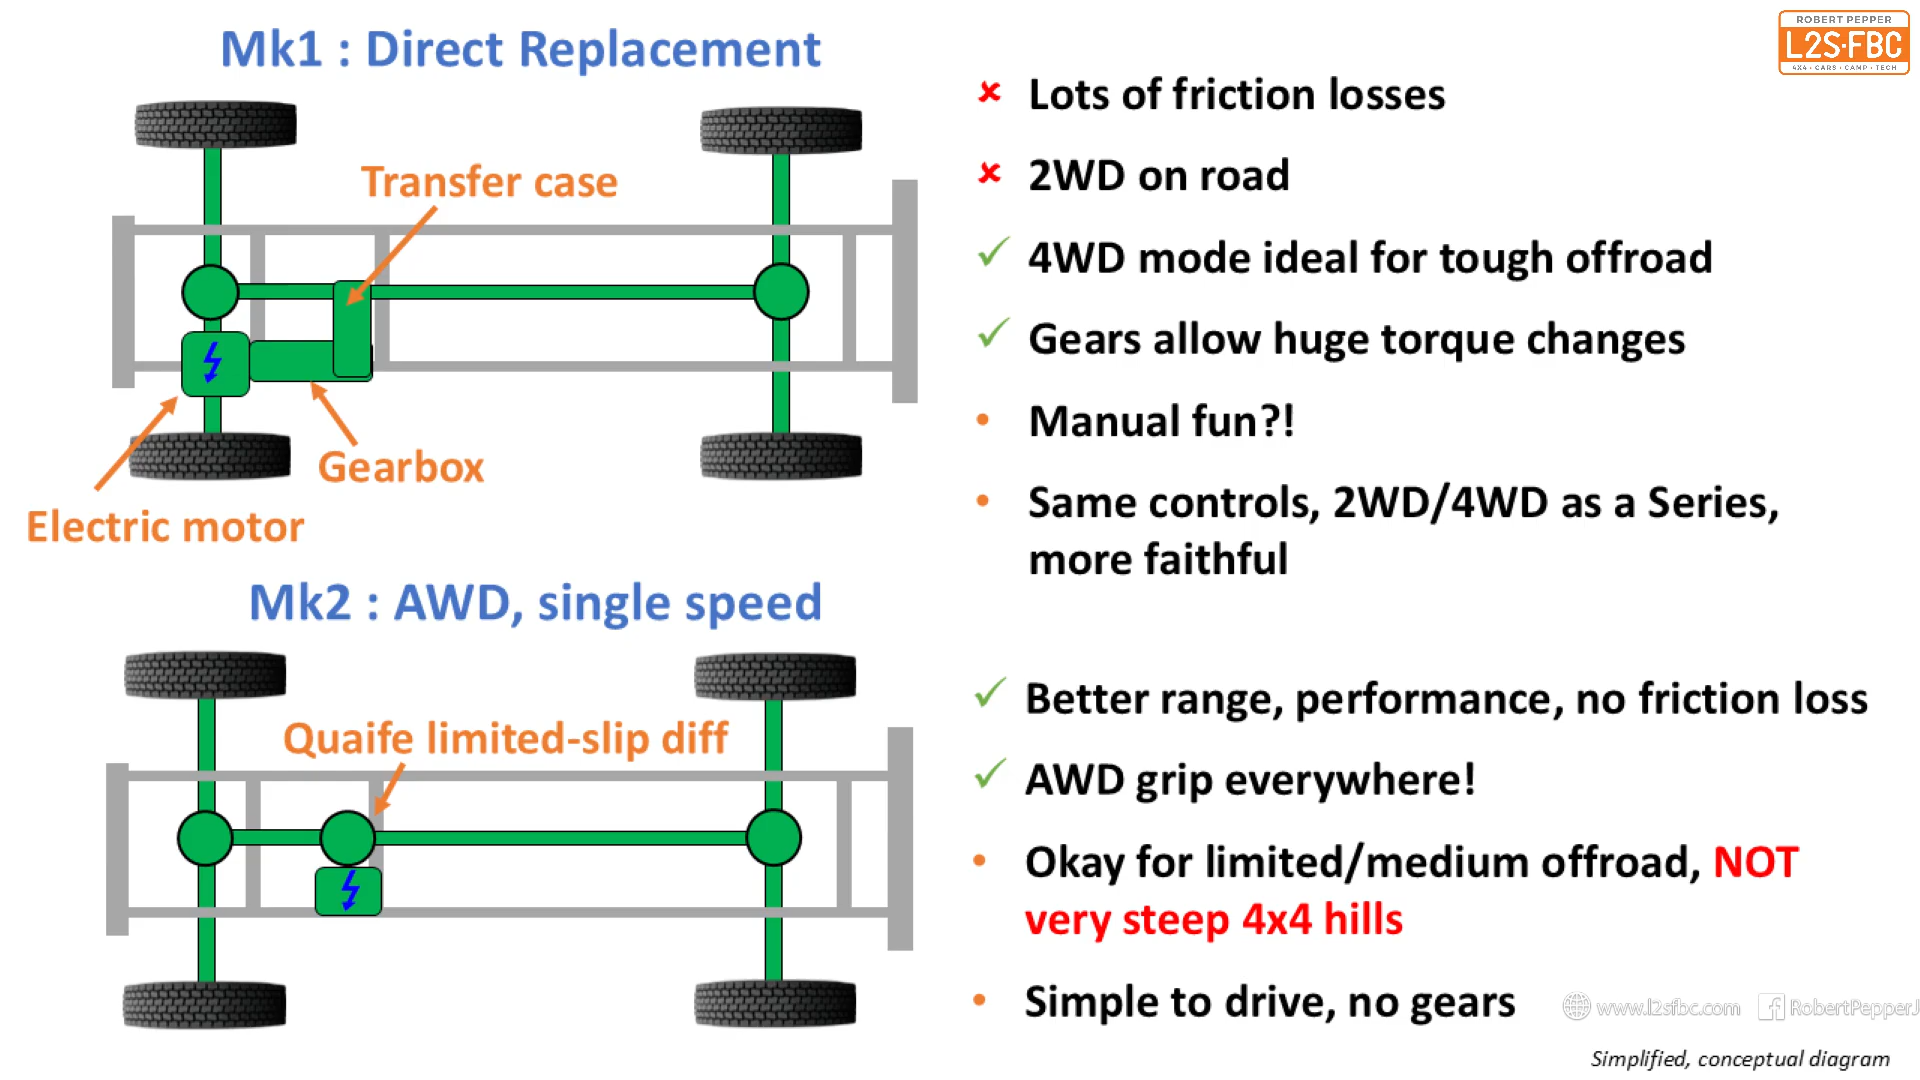 ROBERT PEPPER
L2S·FBC
4X4 • CARS • CAMP • TECH
Mk1 : Direct Replacement
Transfer case
Gearbox
Electric motor
Lots of friction losses
2WD on road
4WD mode ideal for tough offroad
Gears allow huge torque changes
Manual fun?!
Same controls, 2WD/4WD as a Series,
more faithful
Mk2 : AWD, single speed
Quaife limited-slip diff
Better range, performance, no friction loss
AWD grip everywhere!
Okay for limited/medium offroad, NOT
very steep 4x4 hills
Simple to drive, no gears
www.l2sfbc.com
RobertPepperJ
Simplified, conceptual diagram